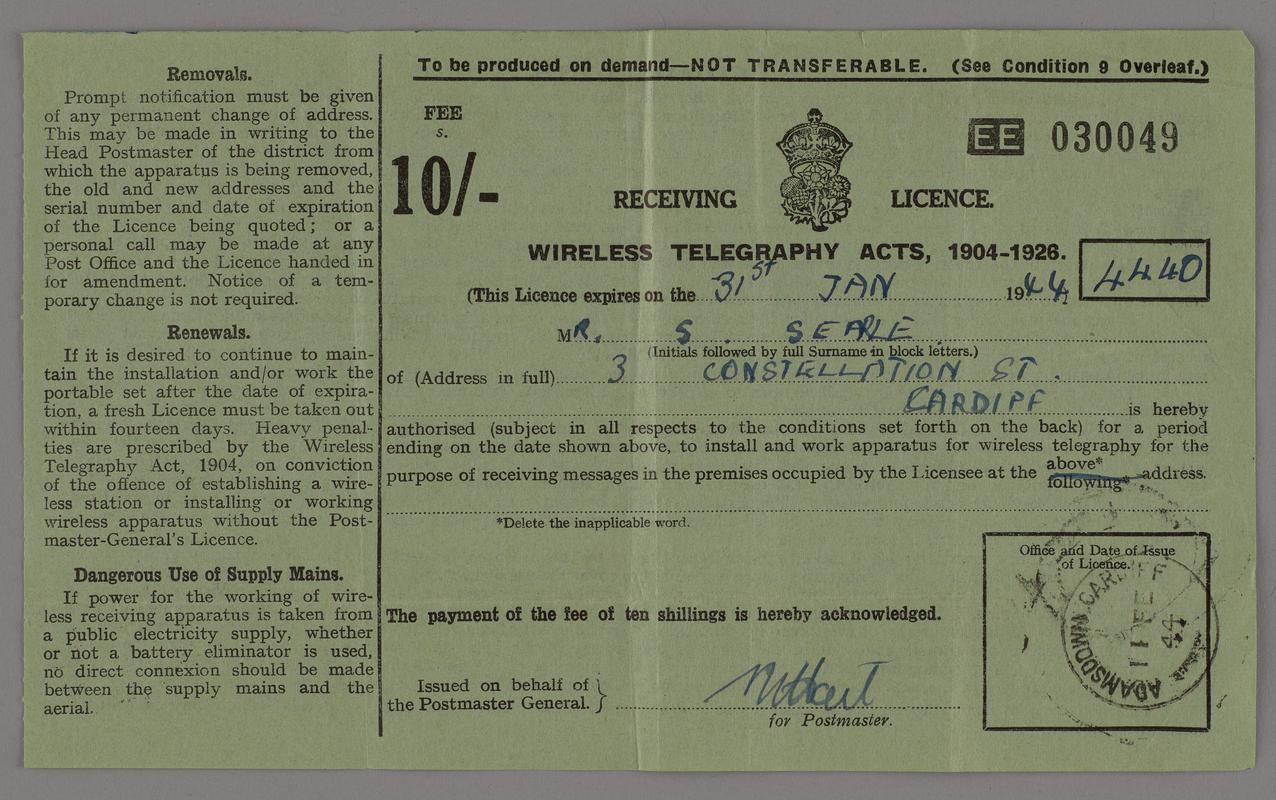 Removals.
Prompt notification must be given
of any permanent change of address.
This may be made in writing to the
Head Postmaster of the district from
which the apparatus is being removed,
the old and new addresses and the
serial number and date of expiration
of the Licence being quoted; or a
personal call may be made at any
Post Office and the Licence handed in
for amendment. Notice of a tem-
porary change is not required.
Renewals.
If it is desired to continue to main-
tain the installation and/or work the
portable set after the date of expira-
tion, a fresh Licence must be taken out
within fourteen days. Heavy penal-
ties are prescribed by the Wireless
Telegraphy Act, 1904, on conviction
of the offence of establishing a wire-
less station or installing or working
wireless apparatus without the Post-
master-General's Licence.
Dangerous Use of Supply Mains.
If power for the working of wire-
less receiving apparatus is taken from
a public electricity supply, whether
or not a battery eliminator is used,
no direct connexion should be made
between the supply mains and the
aerial.
To be produced on demand—NOT TRANSFERABLE. (See Condition 9 Overleaf.)
FEE
s.
10/-
EE 030049
RECEIVING LICENCE.
WIRELESS TELEGRAPHY ACTS, 1904-1926.
4440
(This Licence expires on the 31st JAN 1944
MR. S. SEARLE
(Initials followed by full Surname in block letters.)
of (Address in full) 3 CONSTELLATION ST.
CARDIFF is hereby
authorised (subject in all respects to the conditions set forth on the back) for a period
ending on the date shown above, to install and work apparatus for wireless telegraphy for the
purpose of receiving messages in the premises occupied by the Licensee at the above* following* address.
*Delete the inapplicable word.
Office and Date of Issue
of Licence.
ADAMSDOWN CARDIFF
11 FE
44
The payment of the fee of ten shillings is hereby acknowledged.
Issued on behalf of
the Postmaster General.
for Postmaster.